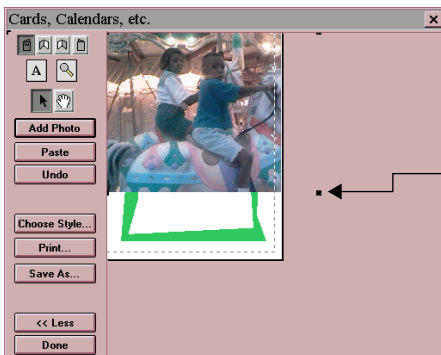 Cards, Calendars, etc.
A
Add Photo
Paste
Undo
Choose Style...
Print...
Save As...
<< Less
Done